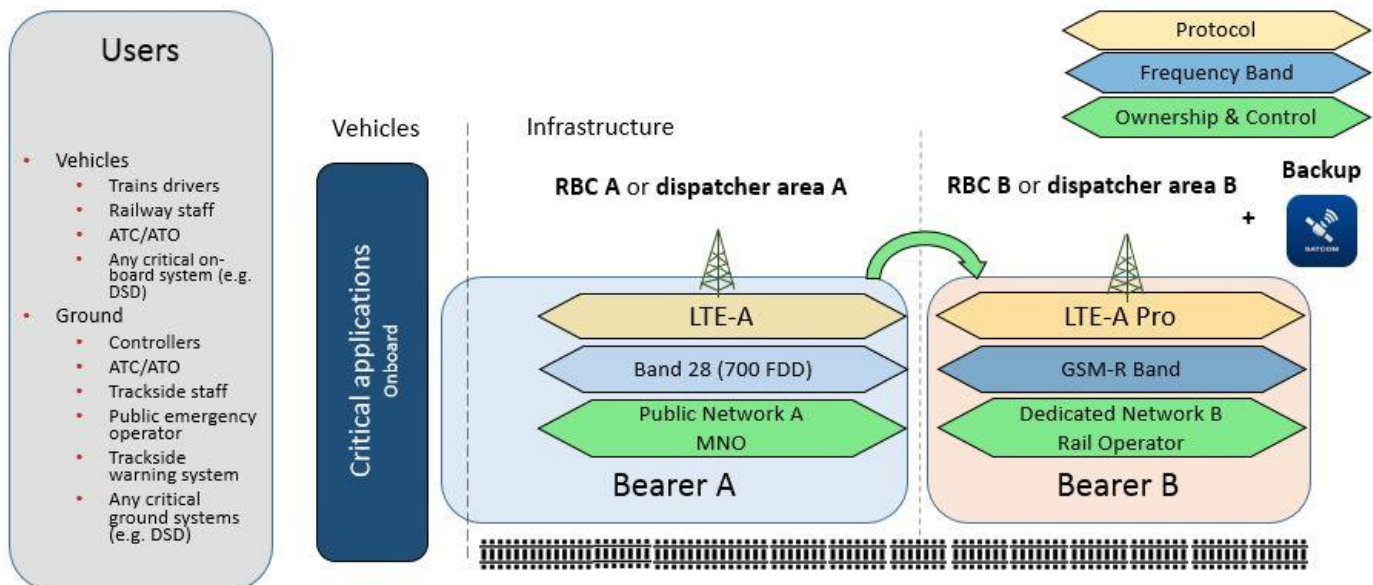 Users
Vehicles
Trains drivers
Railway staff
ATC/ATO
Any critical on-
board system (e.g.
DSD)
Ground
Controllers
ATC/ATO
Trackside staff
Public emergency
operator
Trackside
warning system
Any critical
ground systems
(e.g. DSD)
Vehicles
Critical applications
Onboard
Infrastructure
Protocol
Frequency Band
Ownership & Control
RBC A or dispatcher area A
LTE-A
Band 28 (700 FDD)
Public Network A
MNO
Bearer A
RBC B or dispatcher area B
+
Backup
SATCOM
LTE-A Pro
GSM-R Band
Dedicated Network B
Rail Operator
Bearer B